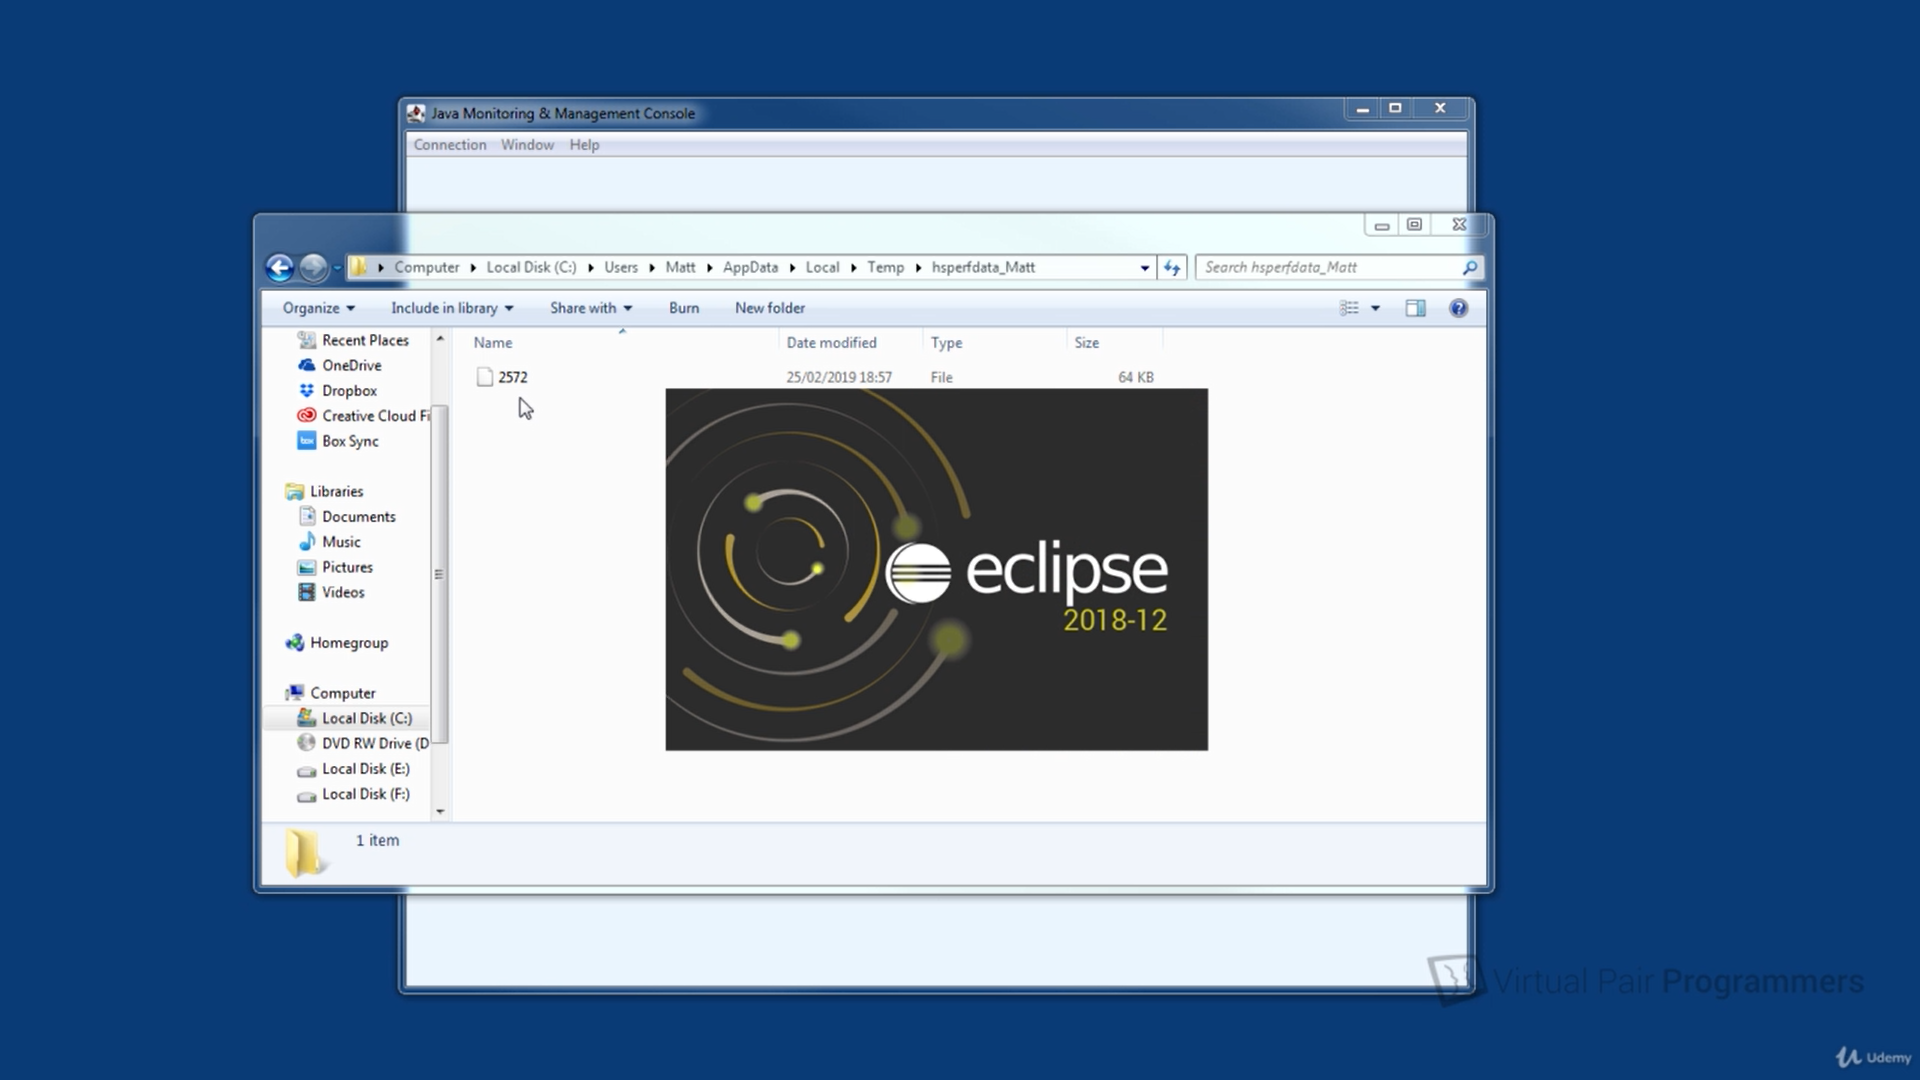 Java Monitoring & Management Console
Connection Window Help
Computer Local Disk (C:) Users Matt AppData Local Temp hsperfdata_Matt
Search hsperfdata_Matt
Organize Include in library Share with Burn New folder
Name Date modified Type Size
2572 25/02/2019 18:57 File 64 KB
Recent Places
OneDrive
Dropbox
Creative Cloud Fi
Box Sync
Libraries
Documents
Music
Pictures
Videos
Homegroup
Computer
Local Disk (C:)
DVD RW Drive (D
Local Disk (E:)
Local Disk (F:)
eclipse
2018-12
1 item
Virtual Pair Programmers
Udemy